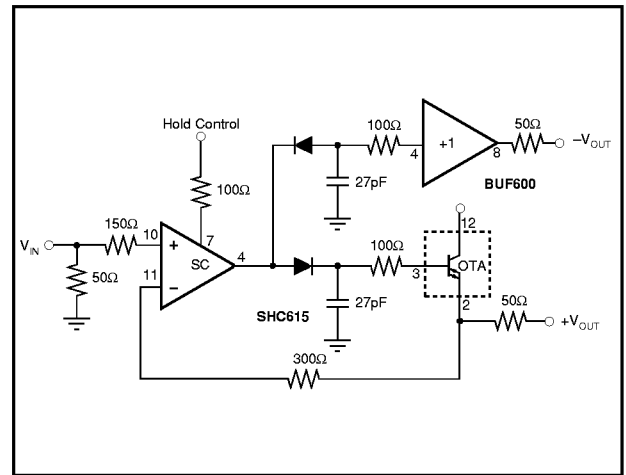 Hold Control
100Ω
50Ω
4
+1
8
–V_OUT
BUF600
100Ω
27pF
12
150Ω
10
+
7
V_IN
SC
4
100Ω
3
OTA
50Ω
11
–
2
50Ω
SHC615
27pF
+V_OUT
300Ω